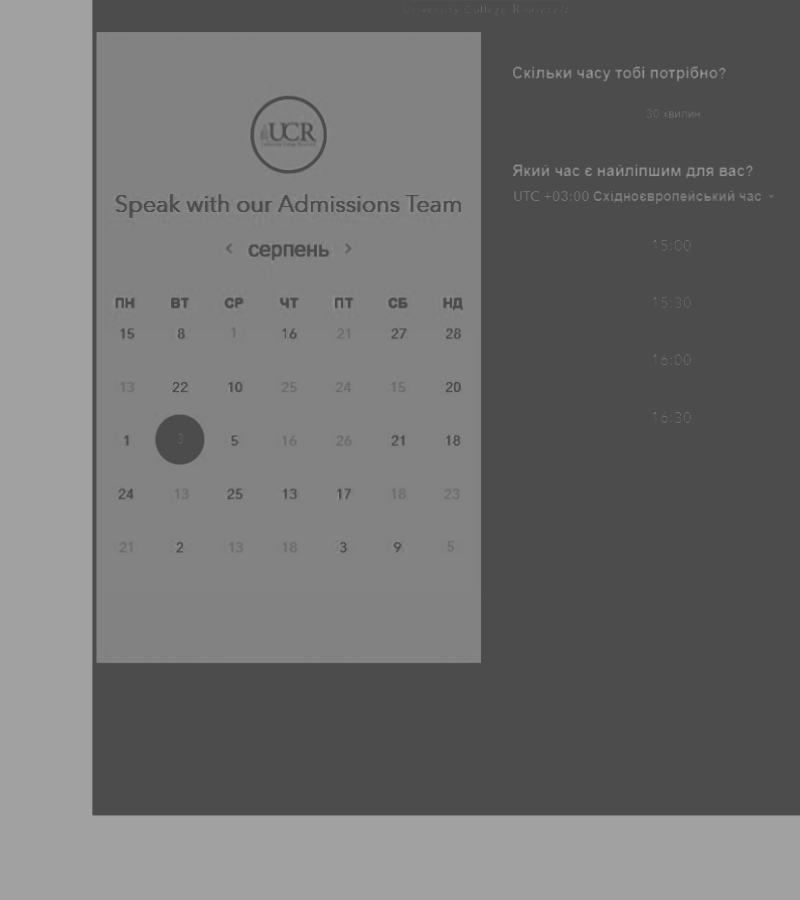 University College Roosevelt
UCR
Speak with our Admissions Team
< серпень >
ПН ВТ СР ЧТ ПТ СБ НД
15 8 1 16 21 27 28
13 22 10 25 24 15 20
1 3 5 16 26 21 18
24 13 25 13 17 18 23
21 2 13 18 3 9 5
Скільки часу тобі потрібно?
30 хвилин
Який час є найліпшим для вас?
UTC +03:00 Східноєвропейський час
15:00
15:30
16:00
16:30